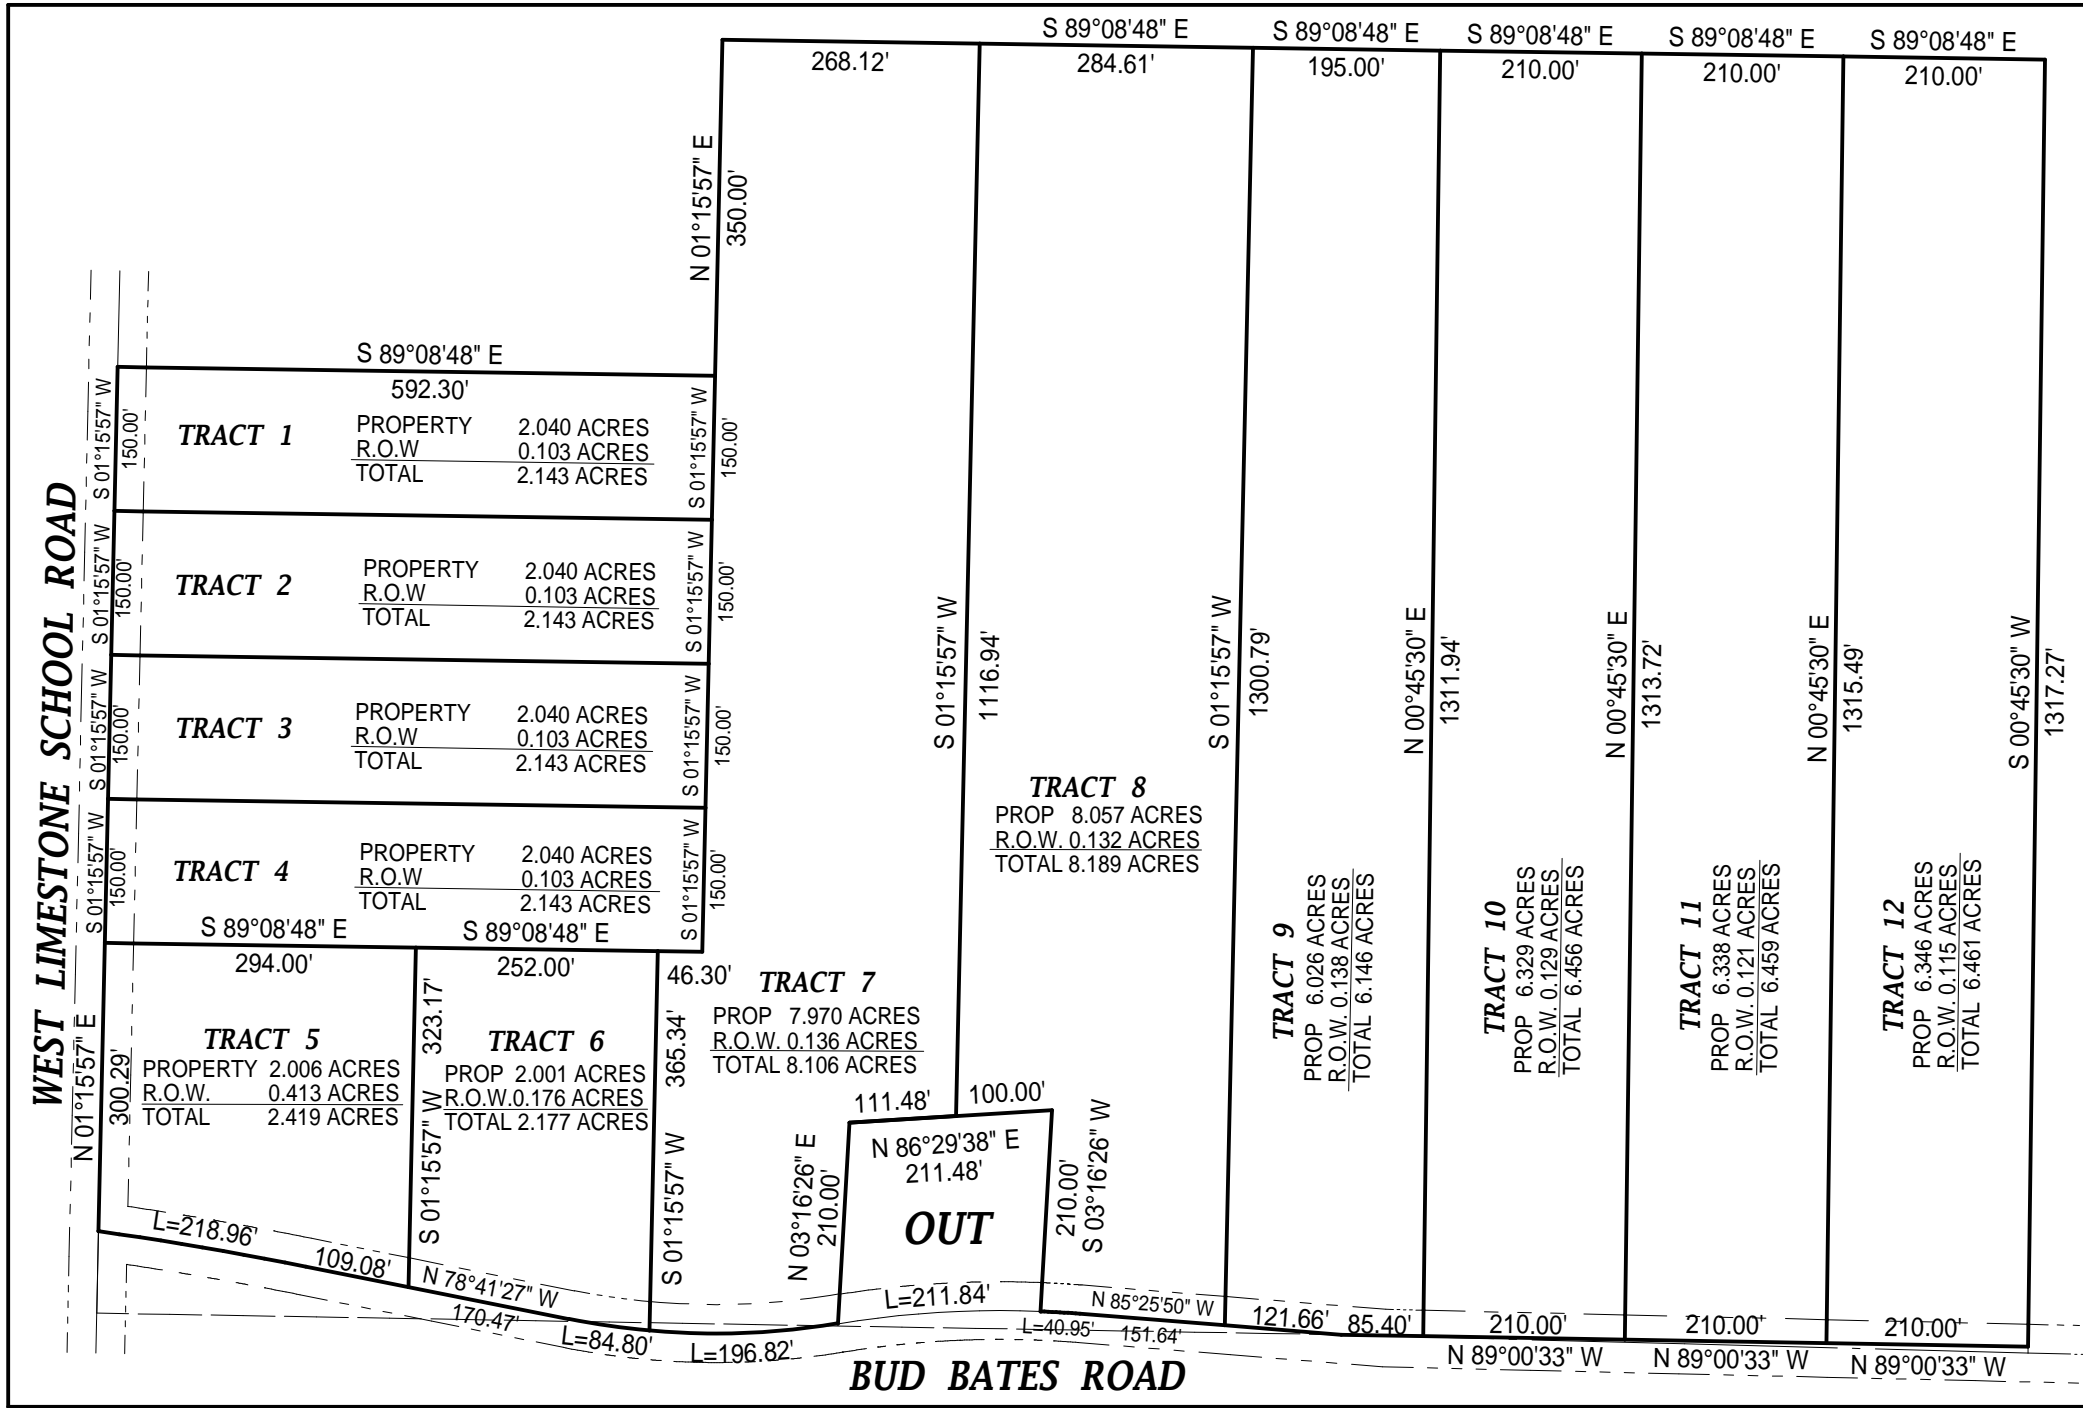 S 89°08'48" E
S 89°08'48" E
S 89°08'48" E
S 89°08'48" E
S 89°08'48" E
268.12'
284.61'
195.00'
210.00'
210.00'
210.00'
N 01°15'57" E
350.00'
S 89°08'48" E
592.30'
WEST LIMESTONE SCHOOL ROAD
S 01°15'57" W
150.00'
TRACT 1
PROPERTY 2.040 ACRES
R.O.W 0.103 ACRES
TOTAL 2.143 ACRES
S 01°15'57" W
150.00'
S 01°15'57" W
150.00'
TRACT 2
PROPERTY 2.040 ACRES
R.O.W 0.103 ACRES
TOTAL 2.143 ACRES
S 01°15'57" W
150.00'
S 01°15'57" W
150.00'
TRACT 3
PROPERTY 2.040 ACRES
R.O.W 0.103 ACRES
TOTAL 2.143 ACRES
S 01°15'57" W
150.00'
S 01°15'57" W
150.00'
TRACT 4
PROPERTY 2.040 ACRES
R.O.W 0.103 ACRES
TOTAL 2.143 ACRES
S 01°15'57" W
150.00'
S 89°08'48" E
S 89°08'48" E
294.00'
252.00'
46.30'
N 01°15'57" E
300.29'
TRACT 5
PROPERTY 2.006 ACRES
R.O.W. 0.413 ACRES
TOTAL 2.419 ACRES
S 01°15'57" W 323.17'
TRACT 6
PROP 2.001 ACRES
R.O.W. 0.176 ACRES
TOTAL 2.177 ACRES
S 01°15'57" W 365.34'
TRACT 7
PROP 7.970 ACRES
R.O.W. 0.136 ACRES
TOTAL 8.106 ACRES
S 01°15'57" W
1116.94'
TRACT 8
PROP 8.057 ACRES
R.O.W. 0.132 ACRES
TOTAL 8.189 ACRES
S 01°15'57" W
1300.79'
TRACT 9
PROP 6.026 ACRES
R.O.W. 0.138 ACRES
TOTAL 6.146 ACRES
N 00°45'30" E
1311.94'
TRACT 10
PROP 6.329 ACRES
R.O.W. 0.129 ACRES
TOTAL 6.456 ACRES
N 00°45'30" E
1313.72'
TRACT 11
PROP 6.338 ACRES
R.O.W. 0.121 ACRES
TOTAL 6.459 ACRES
N 00°45'30" E
1315.49'
TRACT 12
PROP 6.346 ACRES
R.O.W. 0.115 ACRES
TOTAL 6.461 ACRES
S 00°45'30" W
1317.27'
111.48'
100.00'
N 86°29'38" E
211.48'
N 03°16'26" E
210.00'
OUT
210.00'
S 03°16'26" W
L=218.96'
109.08'
N 78°41'27" W
170.47'
L=84.80'
L=196.82'
L=211.84'
L=40.95'
N 85°25'50" W
151.64'
121.66'
85.40'
210.00'
210.00'
210.00'
N 89°00'33" W
N 89°00'33" W
N 89°00'33" W
BUD BATES ROAD